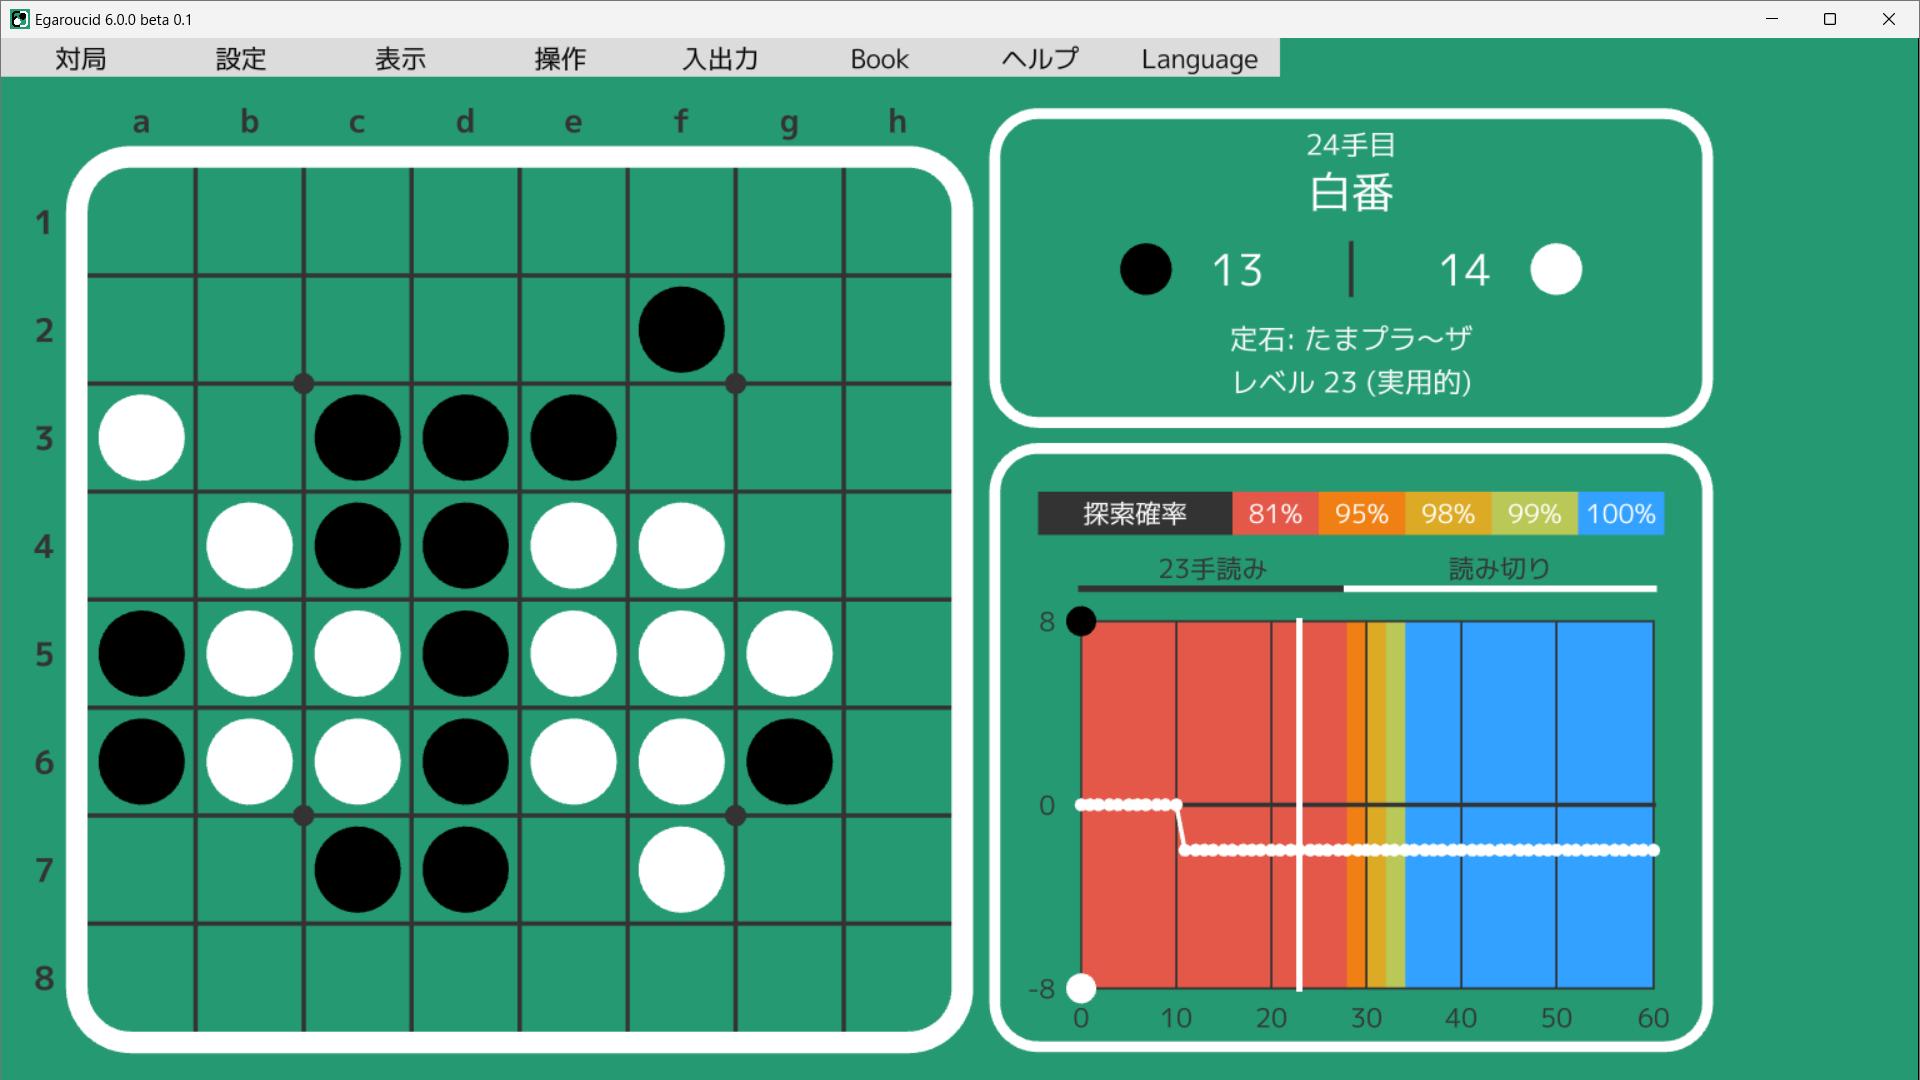 Egaroucid 6.0.0 beta 0.1
対局 設定 表示 操作 入出力 Book ヘルプ Language
a b c d e f g h
1
2
3
4
5
6
7
8
24手目
白番
13 14
定石: たまプラ～ザ
レベル 23 (実用的)
探索確率 81% 95% 98% 99% 100%
23手読み 読み切り
8
0
-8
0 10 20 30 40 50 60